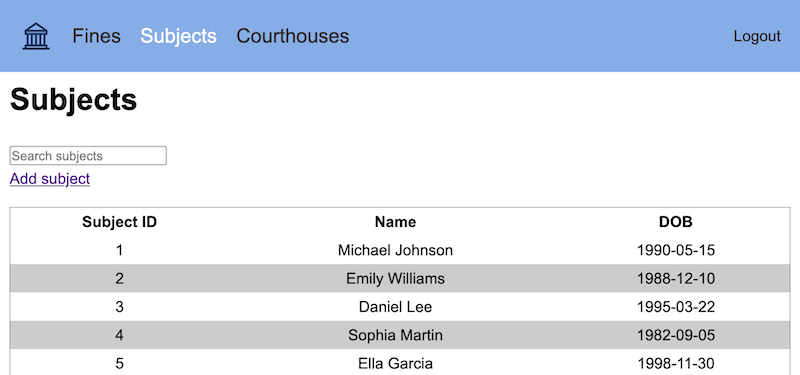 Fines Subjects Courthouses Logout
Subjects
Search subjects
Add subject
Subject ID Name DOB
1 Michael Johnson 1990-05-15
2 Emily Williams 1988-12-10
3 Daniel Lee 1995-03-22
4 Sophia Martin 1982-09-05
5 Ella Garcia 1998-11-30